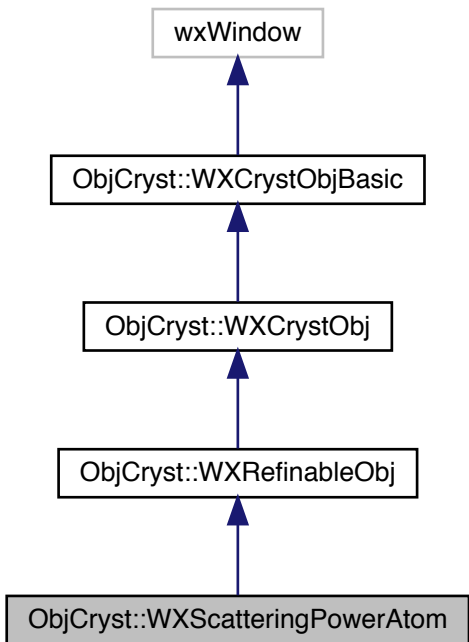 wxWindow
ObjCryst::WXCrystObjBasic
ObjCryst::WXCrystObj
ObjCryst::WXRefinableObj
ObjCryst::WXScatteringPowerAtom